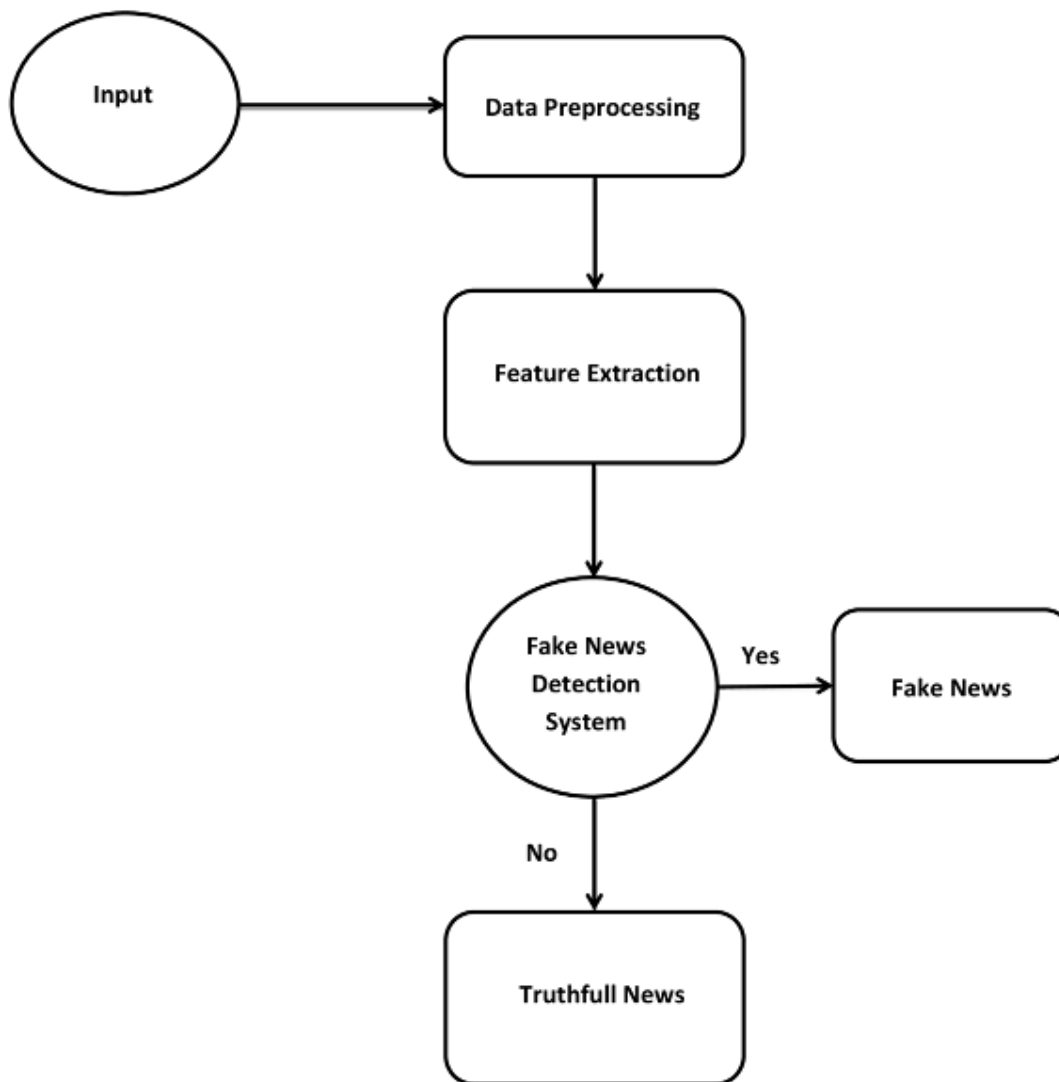 Input
Data Preprocessing
Feature Extraction
Fake News
Detection
System
Yes
Fake News
No
Truthfull News